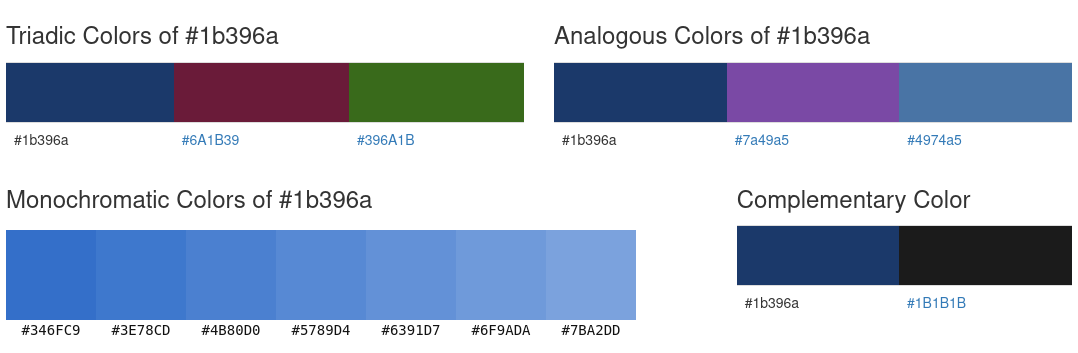 Triadic Colors of #1b396a
#1b396a #6A1B39 #396A1B
Analogous Colors of #1b396a
#1b396a #7a49a5 #4974a5
Monochromatic Colors of #1b396a
#346FC9 #3E78CD #4B80D0 #5789D4 #6391D7 #6F9ADA #7BA2DD
Complementary Color
#1b396a #1B1B1B